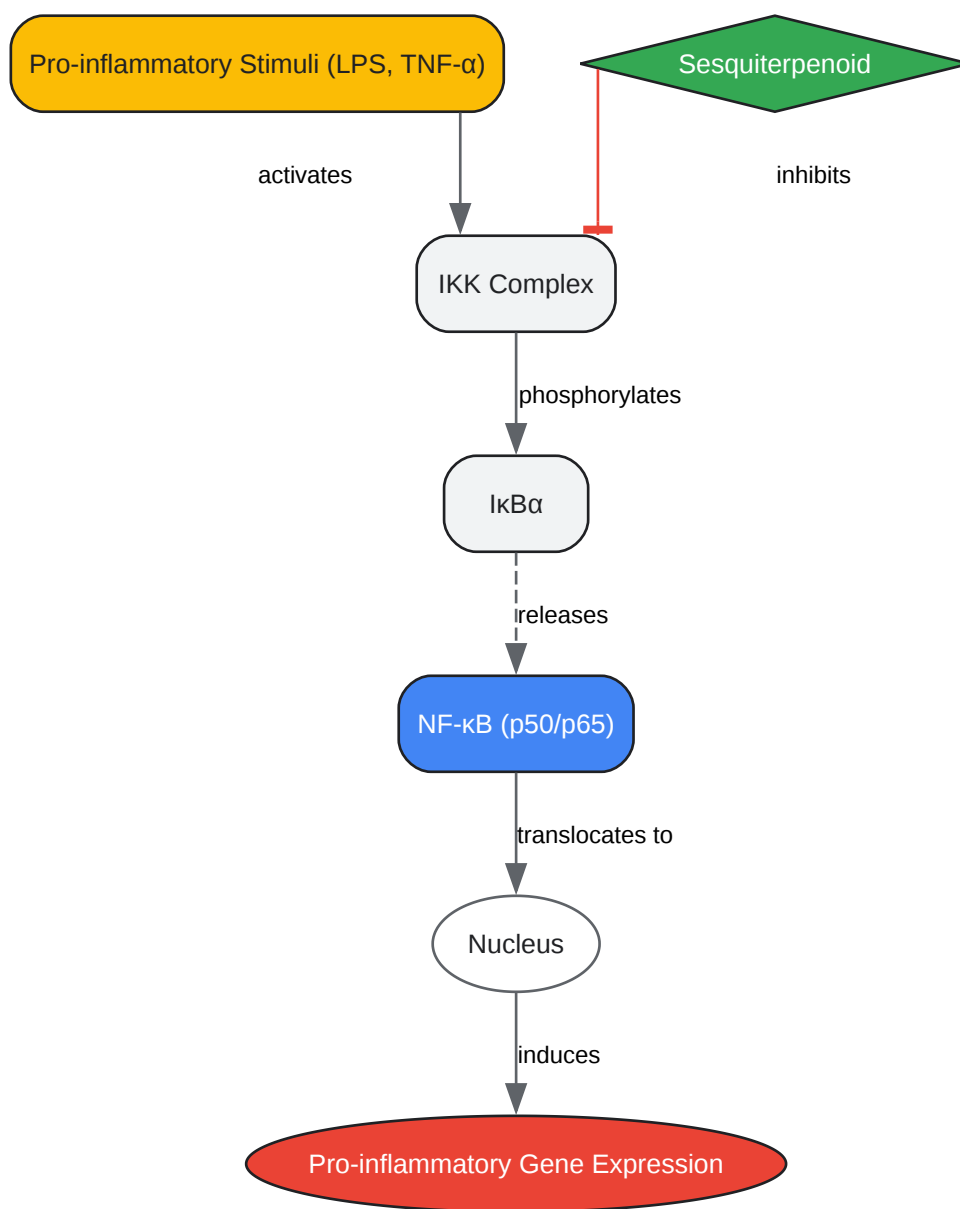 Pro-inflammatory Stimuli (LPS, TNF-α)
Sesquiterpenoid
activates
inhibits
IKK Complex
phosphorylates
IκBα
releases
NF-κB (p50/p65)
translocates to
Nucleus
induces
Pro-inflammatory Gene Expression